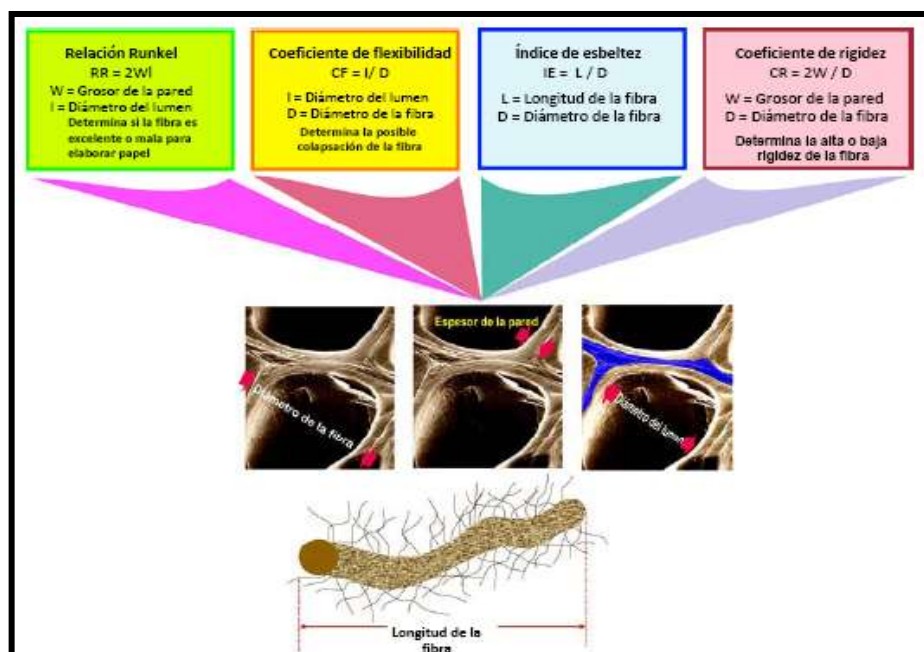 Relación Runkel
RR = 2Wl
W = Grosor de la pared
l = Diámetro del lumen
Determina si la fibra es
excelente o mala para
elaborar papel
Coeficiente de flexibilidad
CF = l/ D
l = Diámetro del lumen
D = Diámetro de la fibra
Determina la posible
colapsación de la fibra
Índice de esbeltez
IE = L / D
L = Longitud de la fibra
D = Diámetro de la fibra
Coeficiente de rigidez
CR = 2W / D
W = Grosor de la pared
D = Diámetro de la fibra
Determina la alta o baja
rigidez de la fibra
Diámetro de la fibra
Espesor de la pared
Diámetro del lumen
Longitud de la
fibra